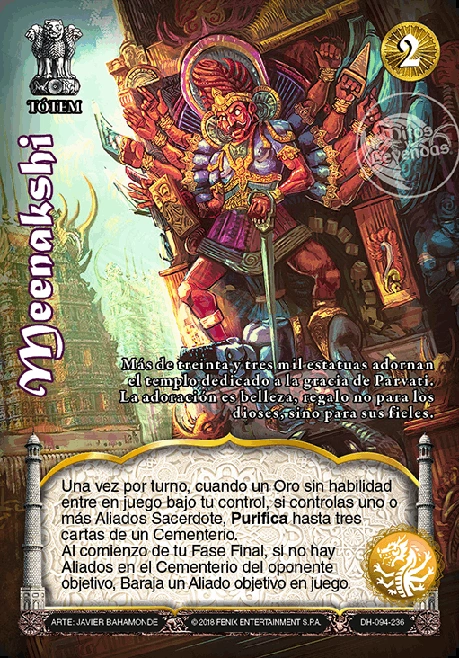 2
TÓTEM
Mitos
y
Leyendas
Meenakshi
Más de treinta y tres mil estatuas adornan
el templo dedicado a la gracia de Parvati.
La adoración es belleza, regalo no para los
dioses, sino para sus fieles.
Una vez por turno, cuando un Oro sin habilidad
entre en juego bajo tu control, si controlas uno o
más Aliados Sacerdote, Purifica hasta tres
cartas de un Cementerio.
Al comienzo de tu Fase Final, si no hay
Aliados en el Cementerio del oponente
objetivo, Baraja un Aliado objetivo en juego.
ARTE: JAVIER BAHAMONDE
© 2018 FENIX ENTERTAINMENT S.P.A.
DH-094-236